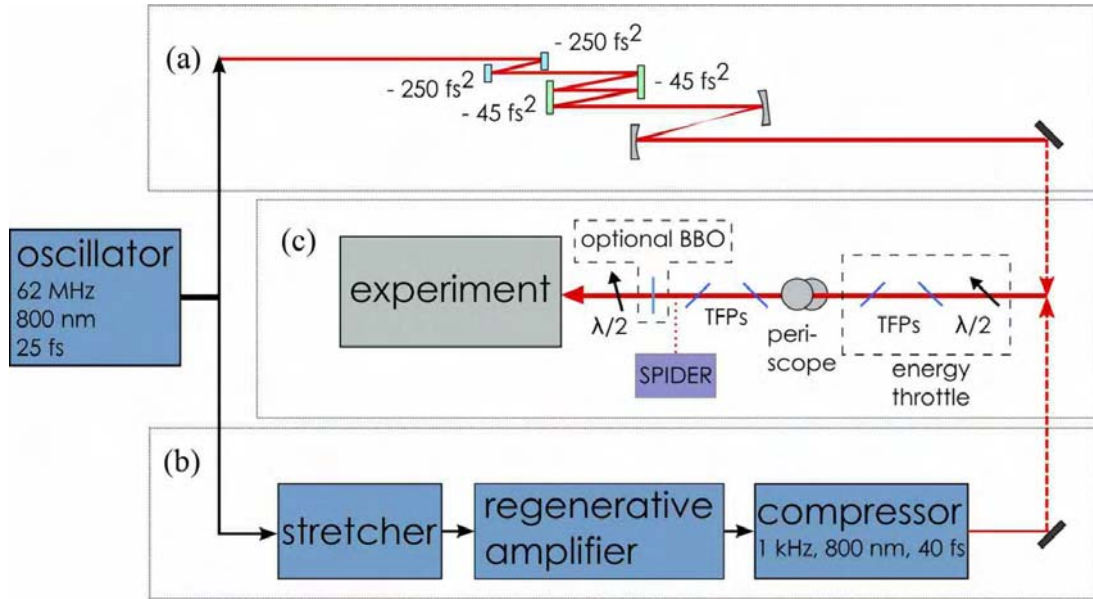 (a)
- 250 fs2
- 250 fs2
- 45 fs2
- 45 fs2
oscillator
62 MHz
800 nm
25 fs
(c)
optional BBO
experiment
λ/2
TFPs
SPIDER
peri-
scope
TFPs
λ/2
energy
throttle
(b)
stretcher
regenerative
amplifier
compressor
1 kHz, 800 nm, 40 fs